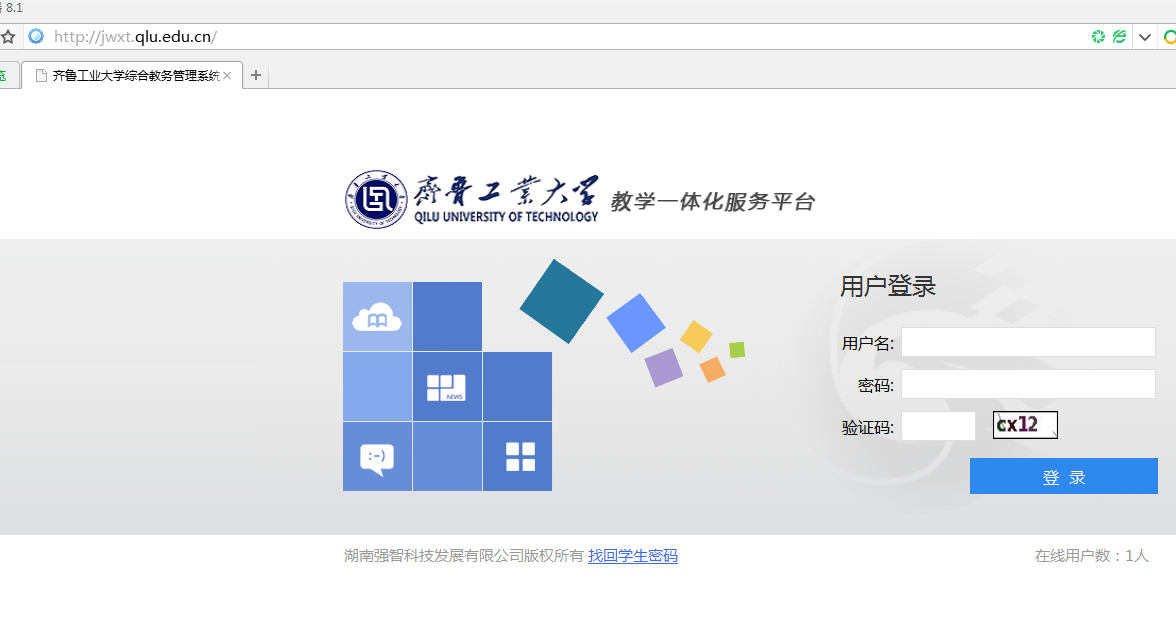 8.1
http://jwxt.qlu.edu.cn/
齐鲁工业大学综合教务管理系统
齊魯工業大學
QILU UNIVERSITY OF TECHNOLOGY
教学一体化服务平台
用户登录
用户名:
密码:
验证码:
cx12
NEWS
:-)
登 录
湖南强智科技发展有限公司版权所有 找回学生密码
在线用户数：1人